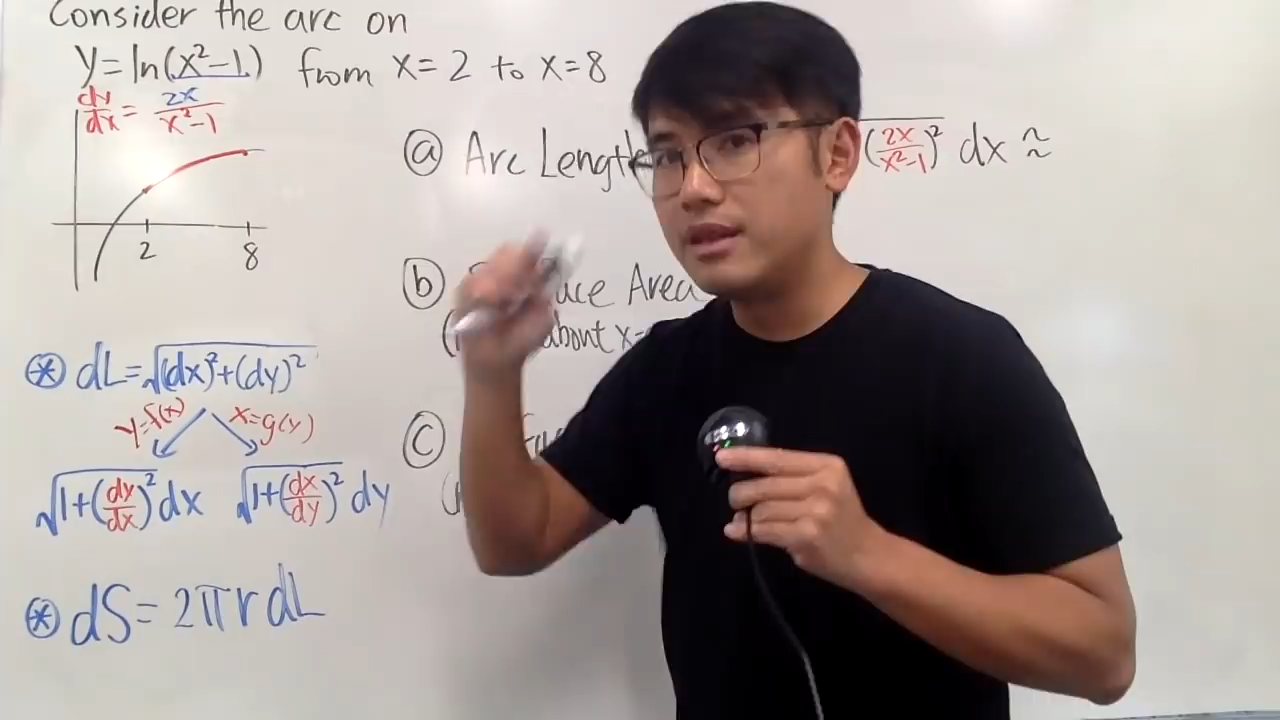 Consider the arc on
y=ln(x²-1) from x=2 to x=8
dy/dx = 2x/x²-1
ⓐ Arc Length (2x/x²-1)² dx ≈
2 8
ⓑ Area
about x=
⊛ dL=√(dx)²+(dy)²
y=f(x) x=g(y)
ⓒ
√1+(dy/dx)² dx √1+(dx/dy)² dy
⊛ dS=2πr dL